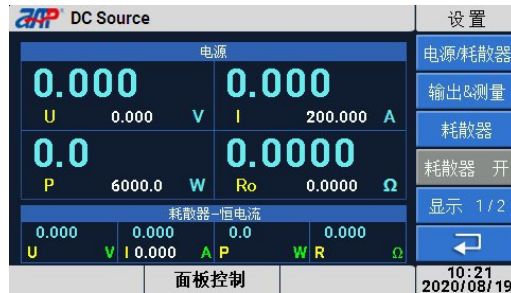 AAP DC Source
设置
电源
电源/耗散器
0.000
0.000
输出&测量
U 0.000 V
I 200.000 A
耗散器
0.0
0.0000
耗散器 开
P 6000.0 W
Ro 0.0000 Ω
显示 1/2
耗散器-恒电流
0.000 0.000 0.0 0.000
U V I 0.000 A P W R Ω
面板控制
10:21
2020/08/19